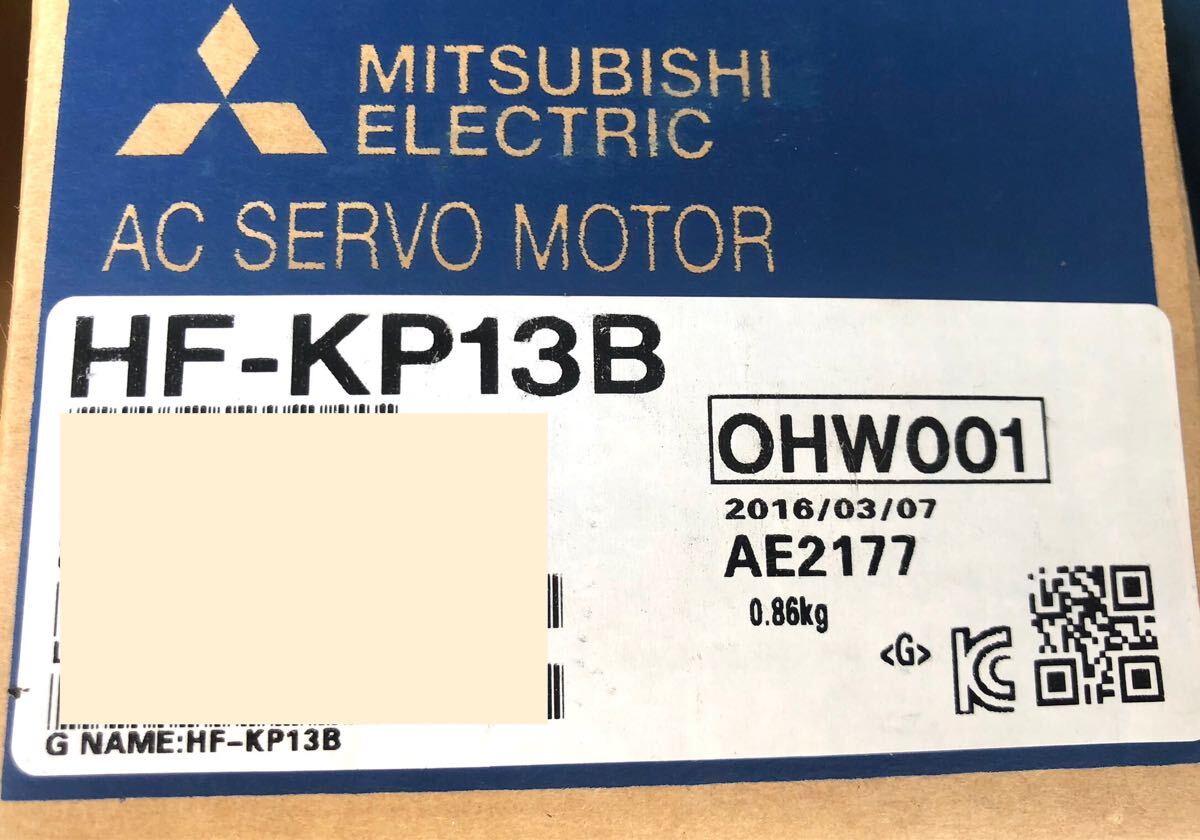 MITSUBISHI
ELECTRIC
AC SERVO MOTOR
HF-KP13B
OHW001
2016/03/07
AE2177
0.86kg
<G>
G NAME:HF-KP13B